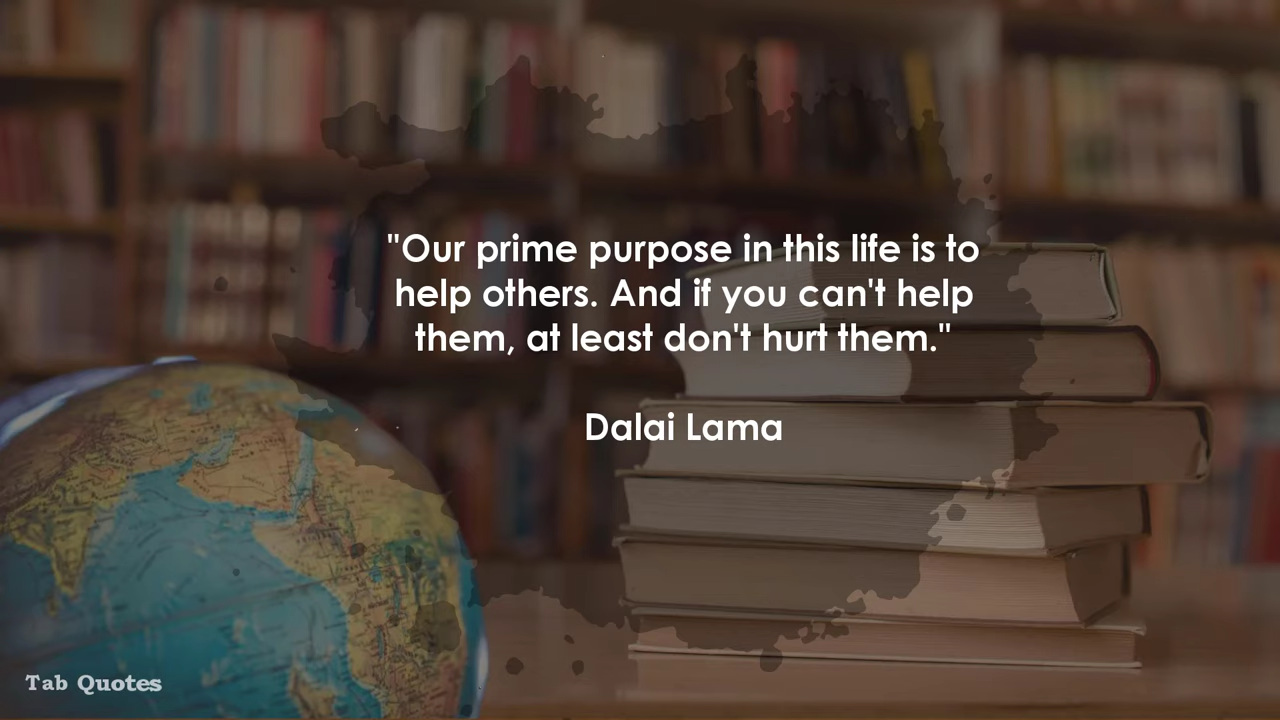 "Our prime purpose in this life is to
help others. And if you can't help
them, at least don't hurt them."
Dalai Lama
Tab Quotes